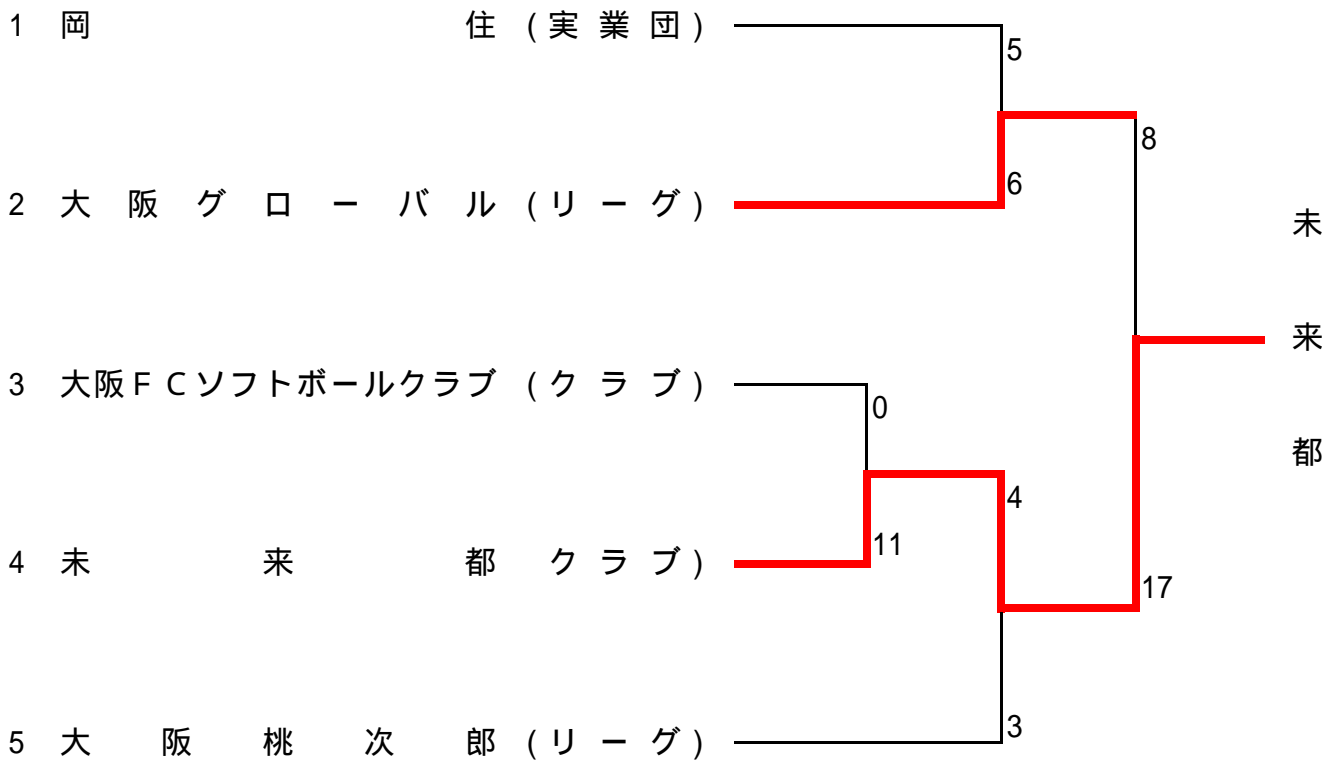 1 岡 住 (実業団)
5
8
2 大阪グローバル (リーグ)
6
未来都
3 大阪FCソフトボールクラブ (クラブ)
0
4
4 未来都 クラブ)
11
17
5 大阪桃次郎 (リーグ)
3